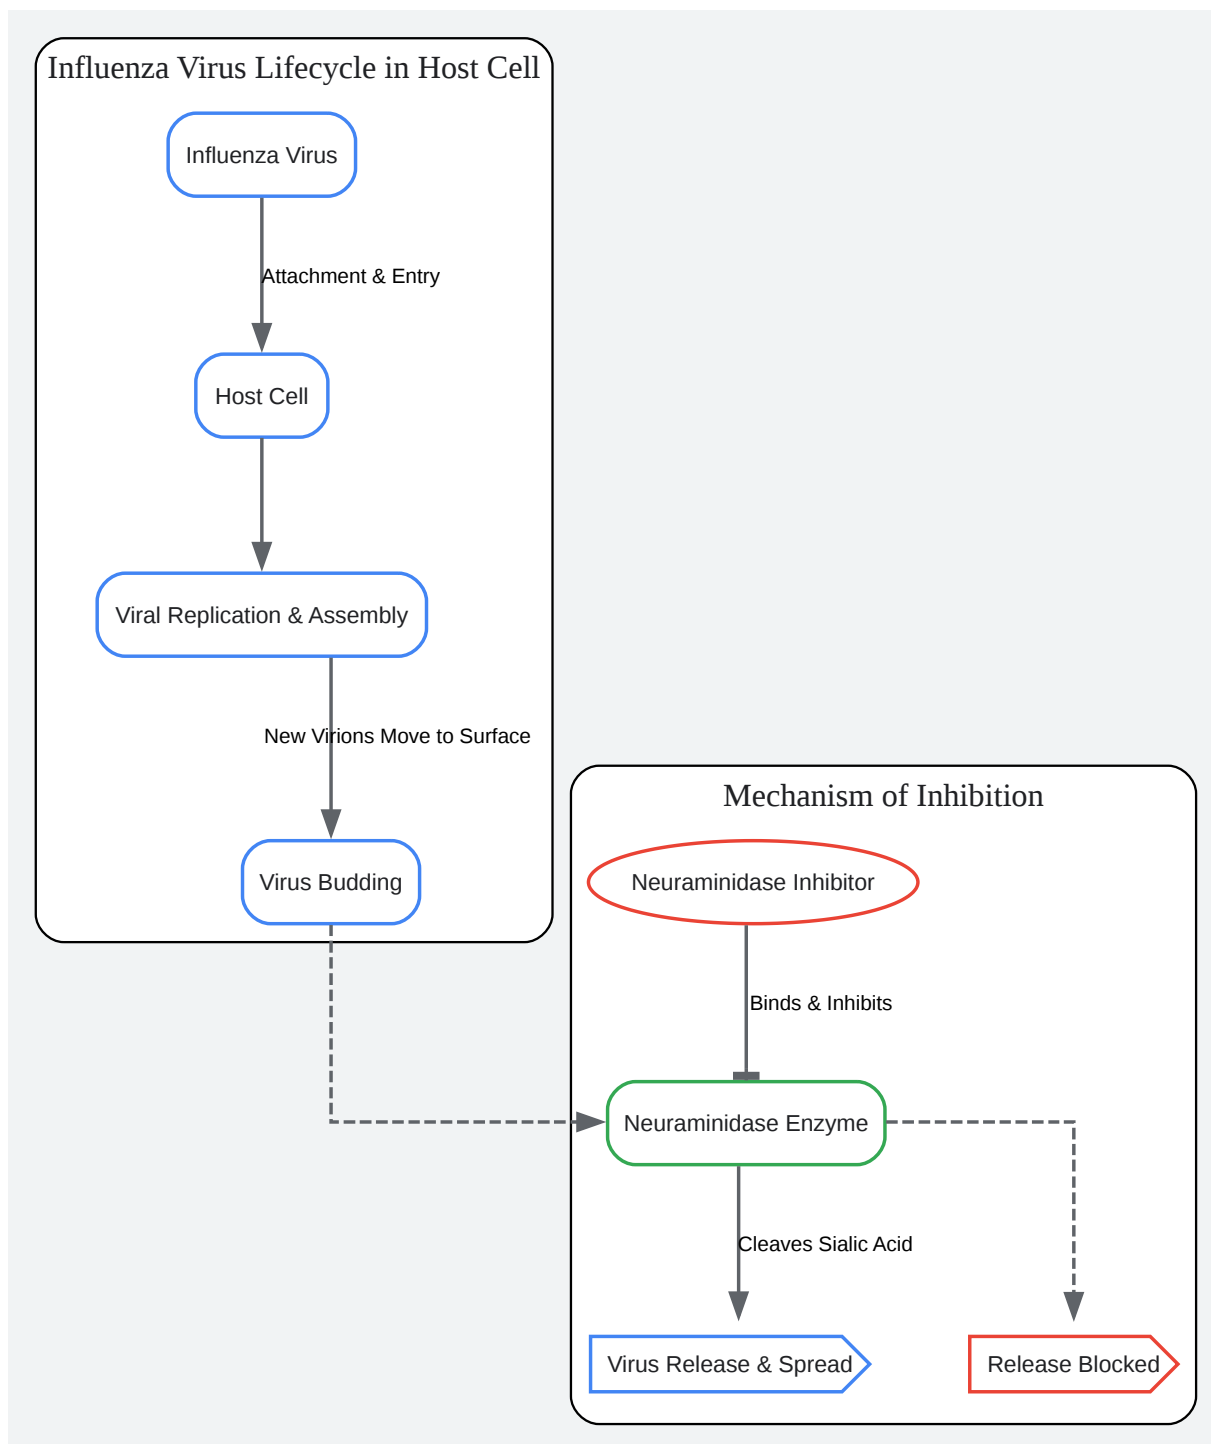 Influenza Virus Lifecycle in Host Cell
Influenza Virus
Attachment & Entry
Host Cell
Viral Replication & Assembly
New Virions Move to Surface
Virus Budding
Mechanism of Inhibition
Neuraminidase Inhibitor
Binds & Inhibits
Neuraminidase Enzyme
Cleaves Sialic Acid
Virus Release & Spread
Release Blocked